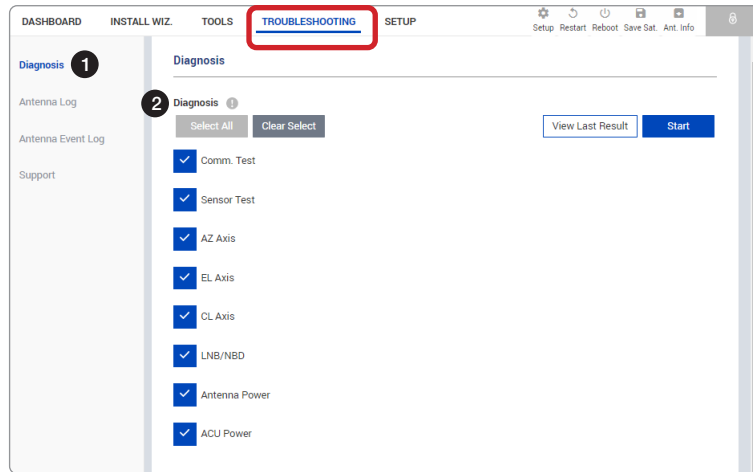 DASHBOARD INSTALL WIZ. TOOLS TROUBLESHOOTING SETUP
Setup Restart Reboot Save Sat. Ant. Info
Diagnosis 1
Antenna Log
Antenna Event Log
Support
Diagnosis
2 Diagnosis !
Select All Clear Select View Last Result Start
Comm. Test
Sensor Test
AZ Axis
EL Axis
CL Axis
LNB/NBD
Antenna Power
ACU Power